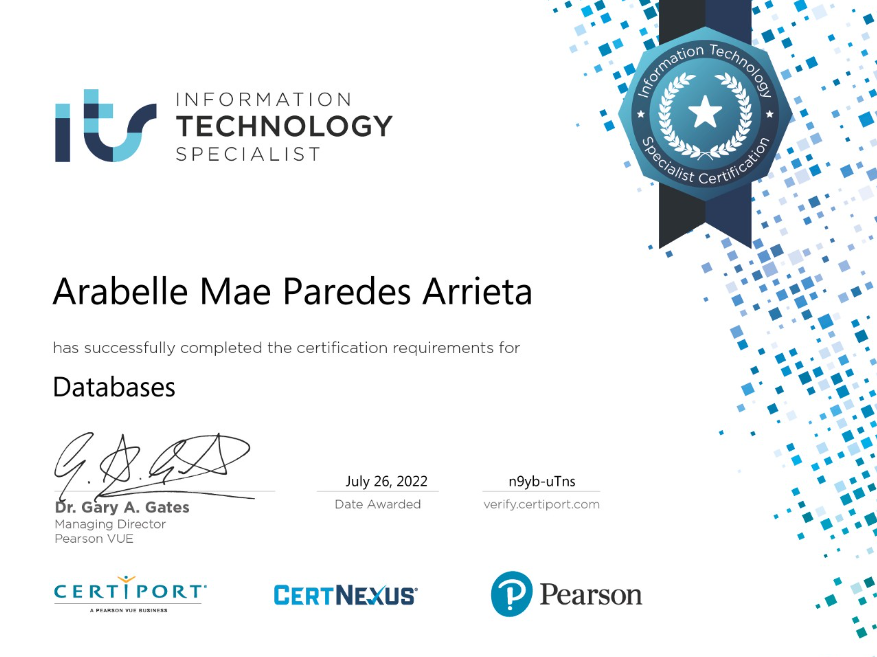 its
INFORMATION
TECHNOLOGY
SPECIALIST
Information Technology
Specialist Certification
Arabelle Mae Paredes Arrieta
has successfully completed the certification requirements for
Databases
July 26, 2022
n9yb-uTns
Dr. Gary A. Gates
Date Awarded
verify.certiport.com
Managing Director
Pearson VUE
CERTIPORT
A PEARSON VUE BUSINESS
CERTNEXUS
P Pearson